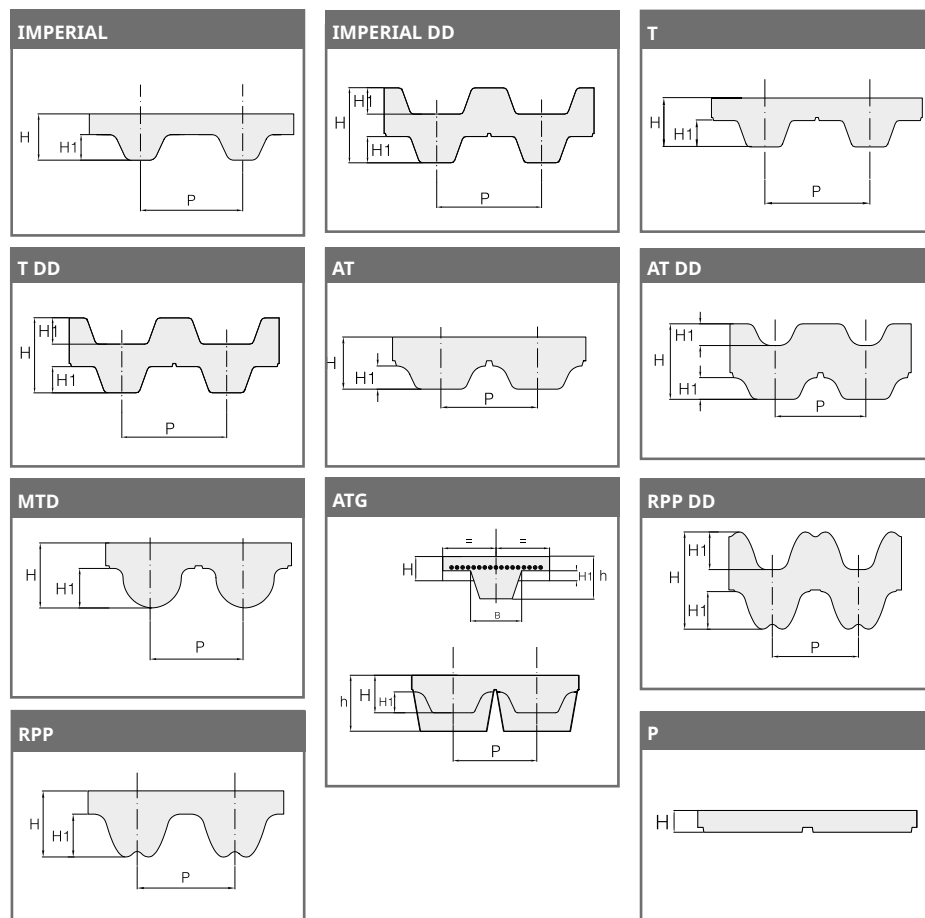 IMPERIAL
H
H1
P
IMPERIAL DD
H1
H
H1
P
T
H
H1
P
T DD
H1
H
H1
P
AT
H
H1
P
AT DD
H1
H
H1
P
MTD
H
H1
P
ATG
= =
H
H1
h
B
h
H
H1
P
RPP DD
H1
H
H1
P
RPP
H
H1
P
P
H